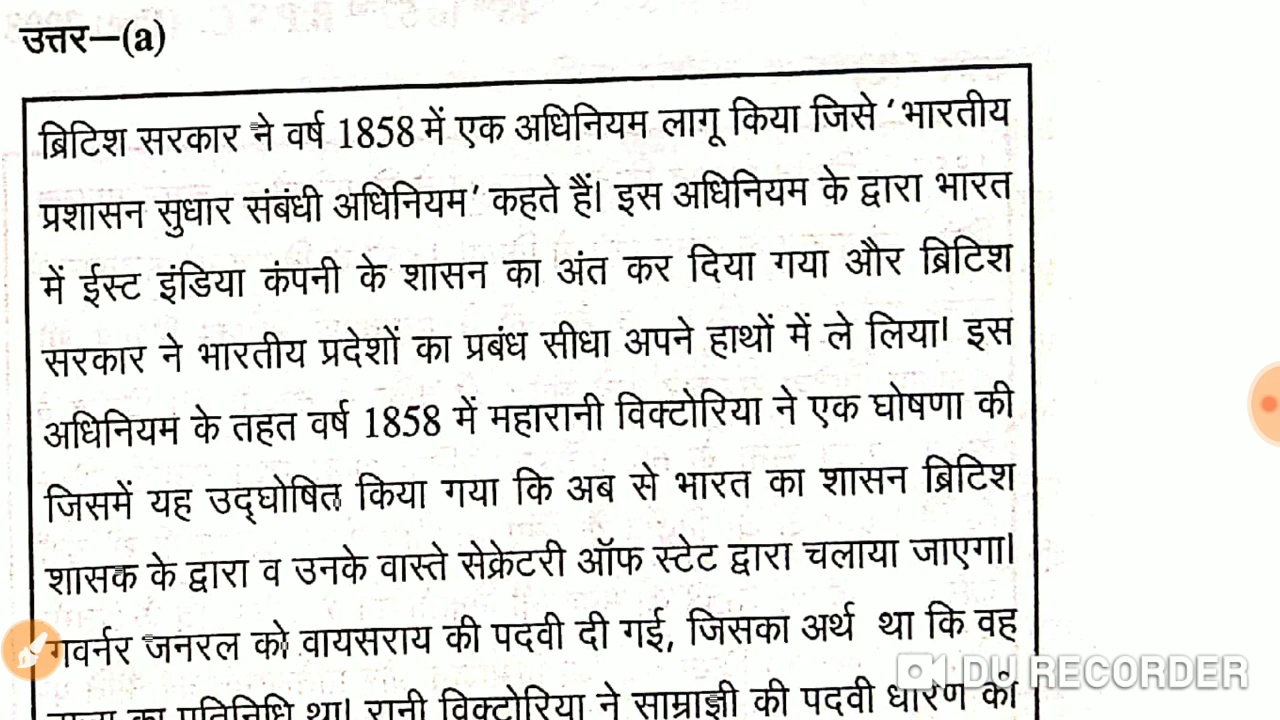 उत्तर—(a)
ब्रिटिश सरकार ने वर्ष 1858 में एक अधिनियम लागू किया जिसे ‘भारतीय
प्रशासन सुधार संबंधी अधिनियम’ कहते हैं। इस अधिनियम के द्वारा भारत
में ईस्ट इंडिया कंपनी के शासन का अंत कर दिया गया और ब्रिटिश
सरकार ने भारतीय प्रदेशों का प्रबंध सीधा अपने हाथों में ले लिया। इस
अधिनियम के तहत वर्ष 1858 में महारानी विक्टोरिया ने एक घोषणा की
जिसमें यह उद्घोषित किया गया कि अब से भारत का शासन ब्रिटिश
शासक के द्वारा व उनके वास्ते सेक्रेटरी ऑफ स्टेट द्वारा चलाया जाएगा।
गवर्नर जनरल को वायसराय की पदवी दी गई, जिसका अर्थ था कि वह
का प्रतिनिधि था। रानी विक्टोरिया ने साम्राज्ञी की पदवी धारण की
DU RECORDER